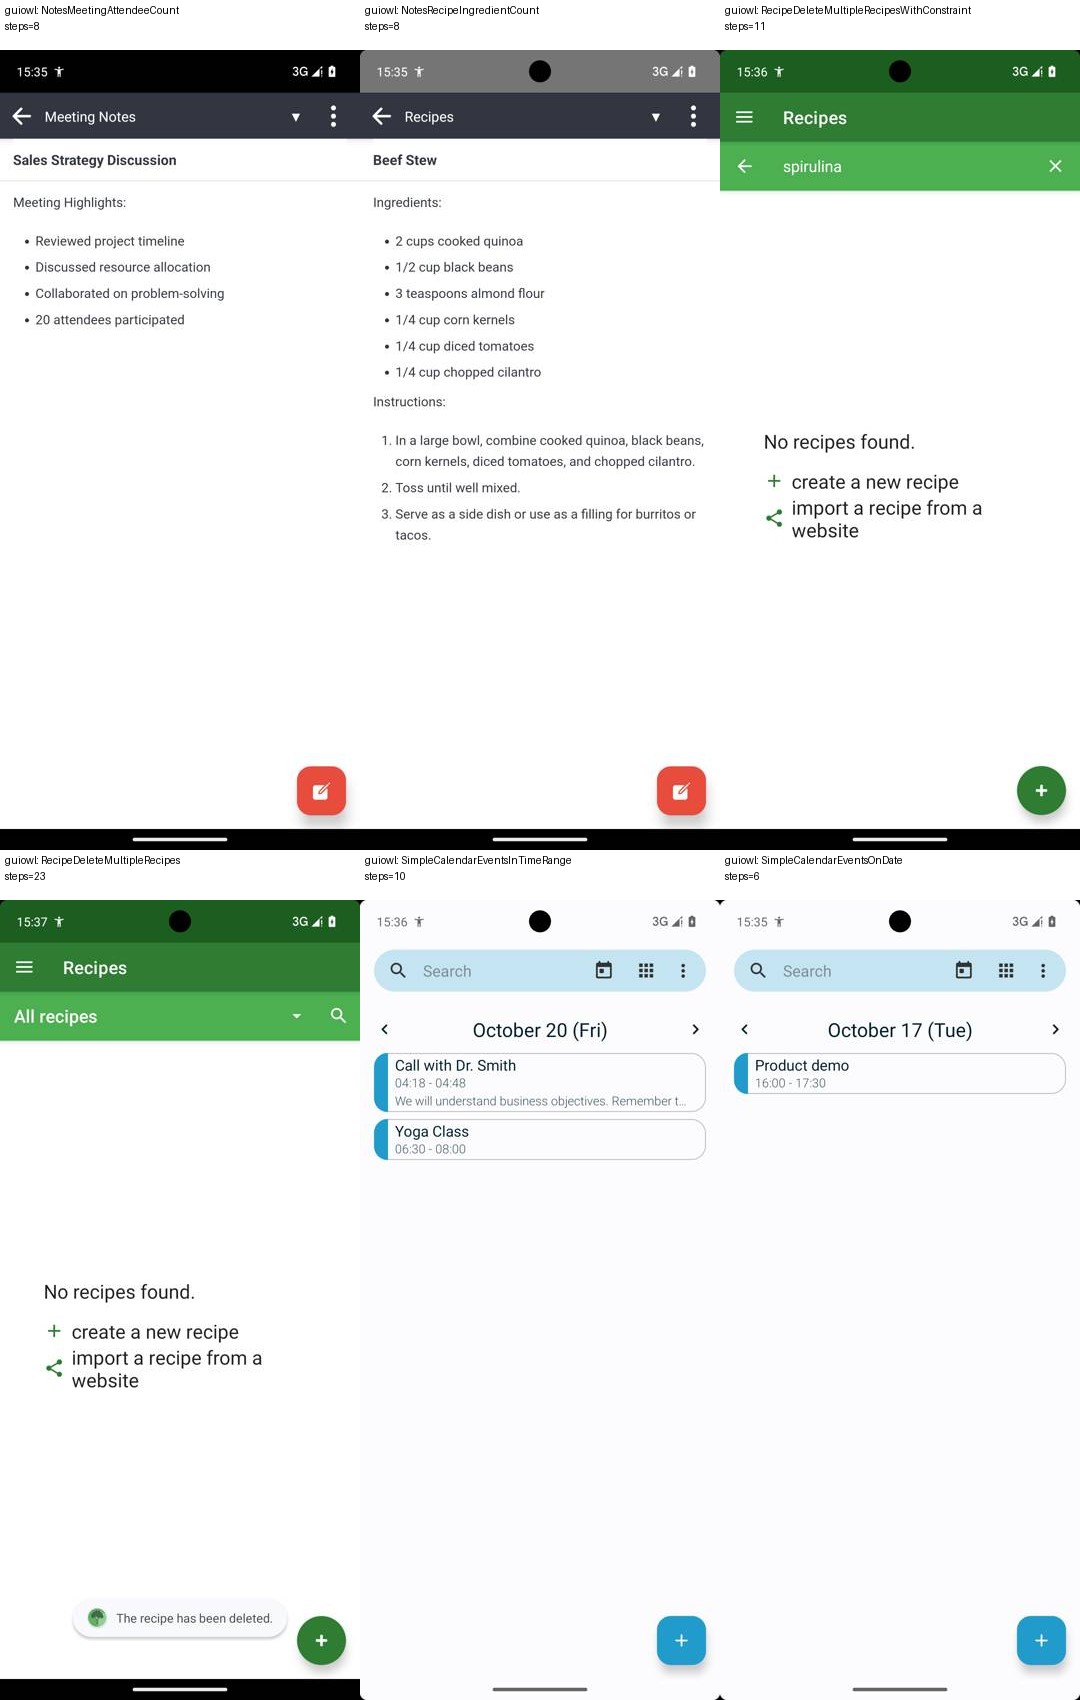 guiowl: NotesMeetingAttendeeCount
steps=8
15:35
3G
Meeting Notes
Sales Strategy Discussion
Meeting Highlights:
• Reviewed project timeline
• Discussed resource allocation
• Collaborated on problem-solving
• 20 attendees participated
guiowl: NotesRecipeIngredientCount
steps=8
15:35
3G
Recipes
Beef Stew
Ingredients:
• 2 cups cooked quinoa
• 1/2 cup black beans
• 3 teaspoons almond flour
• 1/4 cup corn kernels
• 1/4 cup diced tomatoes
• 1/4 cup chopped cilantro
Instructions:
1. In a large bowl, combine cooked quinoa, black beans,
corn kernels, diced tomatoes, and chopped cilantro.
2. Toss until well mixed.
3. Serve as a side dish or use as a filling for burritos or
tacos.
guiowl: RecipeDeleteMultipleRecipesWithConstraint
steps=11
15:36
3G
Recipes
spirulina
No recipes found.
create a new recipe
import a recipe from a
website
guiowl: RecipeDeleteMultipleRecipes
steps=23
15:37
3G
Recipes
All recipes
No recipes found.
create a new recipe
import a recipe from a
website
The recipe has been deleted.
guiowl: SimpleCalendarEventsInTimeRange
steps=10
15:36
3G
Search
October 20 (Fri)
Call with Dr. Smith
04:18 - 04:48
We will understand business objectives. Remember t...
Yoga Class
06:30 - 08:00
guiowl: SimpleCalendarEventsOnDate
steps=6
15:35
3G
Search
October 17 (Tue)
Product demo
16:00 - 17:30